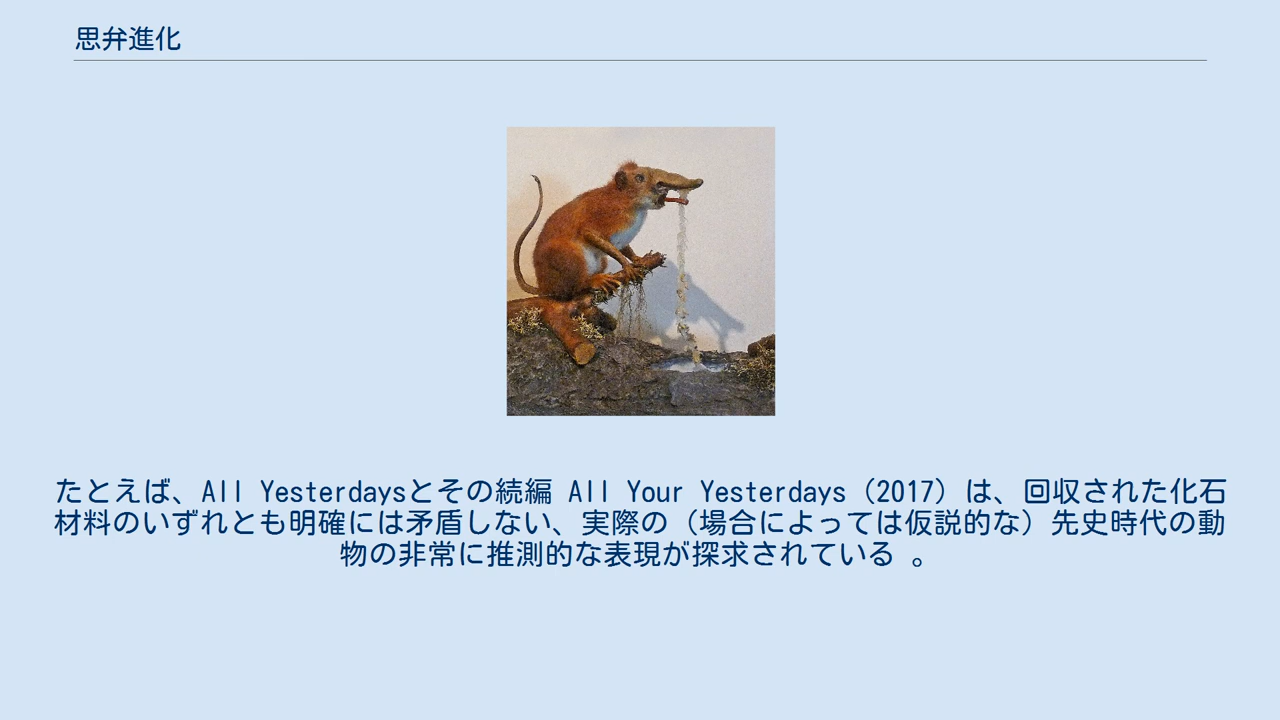 思弁進化
たとえば、All Yesterdaysとその続編 All Your Yesterdays（2017）は、回収された化石
材料のいずれとも明確には矛盾しない、実際の（場合によっては仮説的な）先史時代の動
物の非常に推測的な表現が探求されている 。